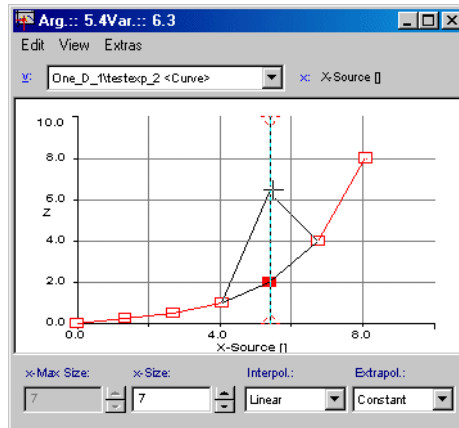 Arg.:: 5.4Var.:: 6.3
Edit View Extras
y: One_D_1\testexp_2 <Curve> x: X-Source []
10.0
6.0
Z
4.0
2.0
0.0
0.0 4.0 8.0
X-Source []
x-Max Size: x-Size: Interpol.: Extrapol.:
7 7 Linear Constant